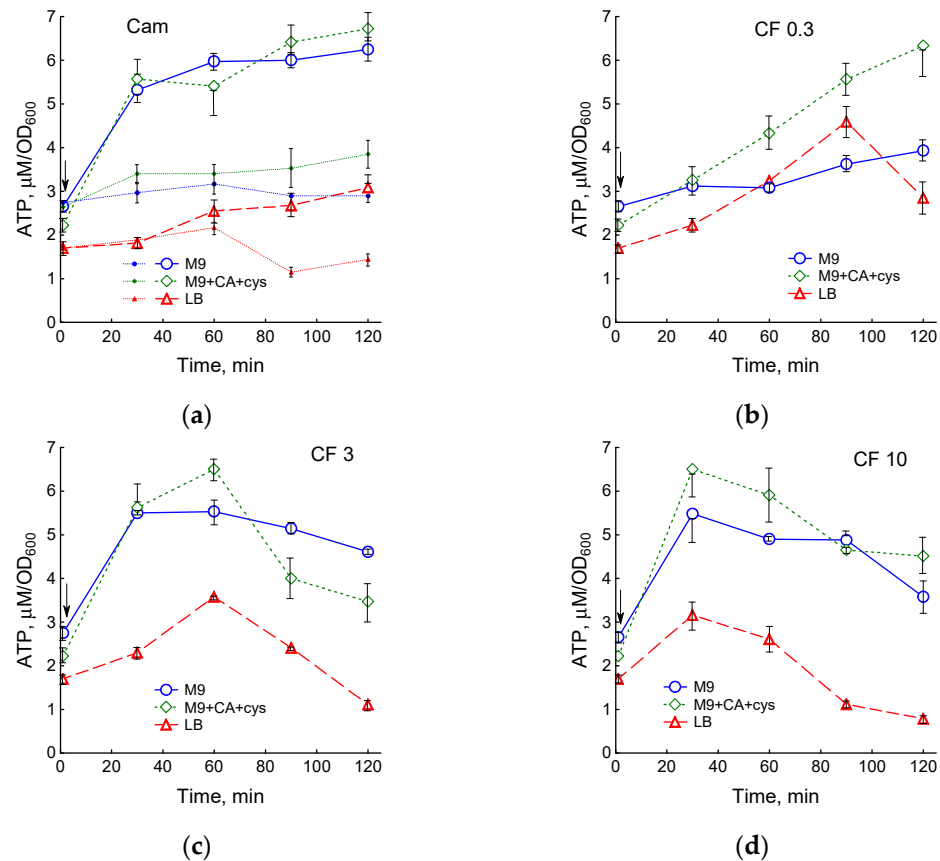 Cam
ATP, µM/OD600
7
6
5
4
3
2
1
0
M9
M9+CA+cys
LB
0 20 40 60 80 100 120
Time, min
(a)
CF 0.3
ATP, µM/OD600
7
6
5
4
3
2
1
0
M9
M9+CA+cys
LB
0 20 40 60 80 100 120
Time, min
(b)
CF 3
ATP, µM/OD600
7
6
5
4
3
2
1
0
M9
M9+CA+cys
LB
0 20 40 60 80 100 120
Time, min
(c)
CF 10
ATP, µM/OD600
7
6
5
4
3
2
1
0
M9
M9+CA+cys
LB
0 20 40 60 80 100 120
Time, min
(d)